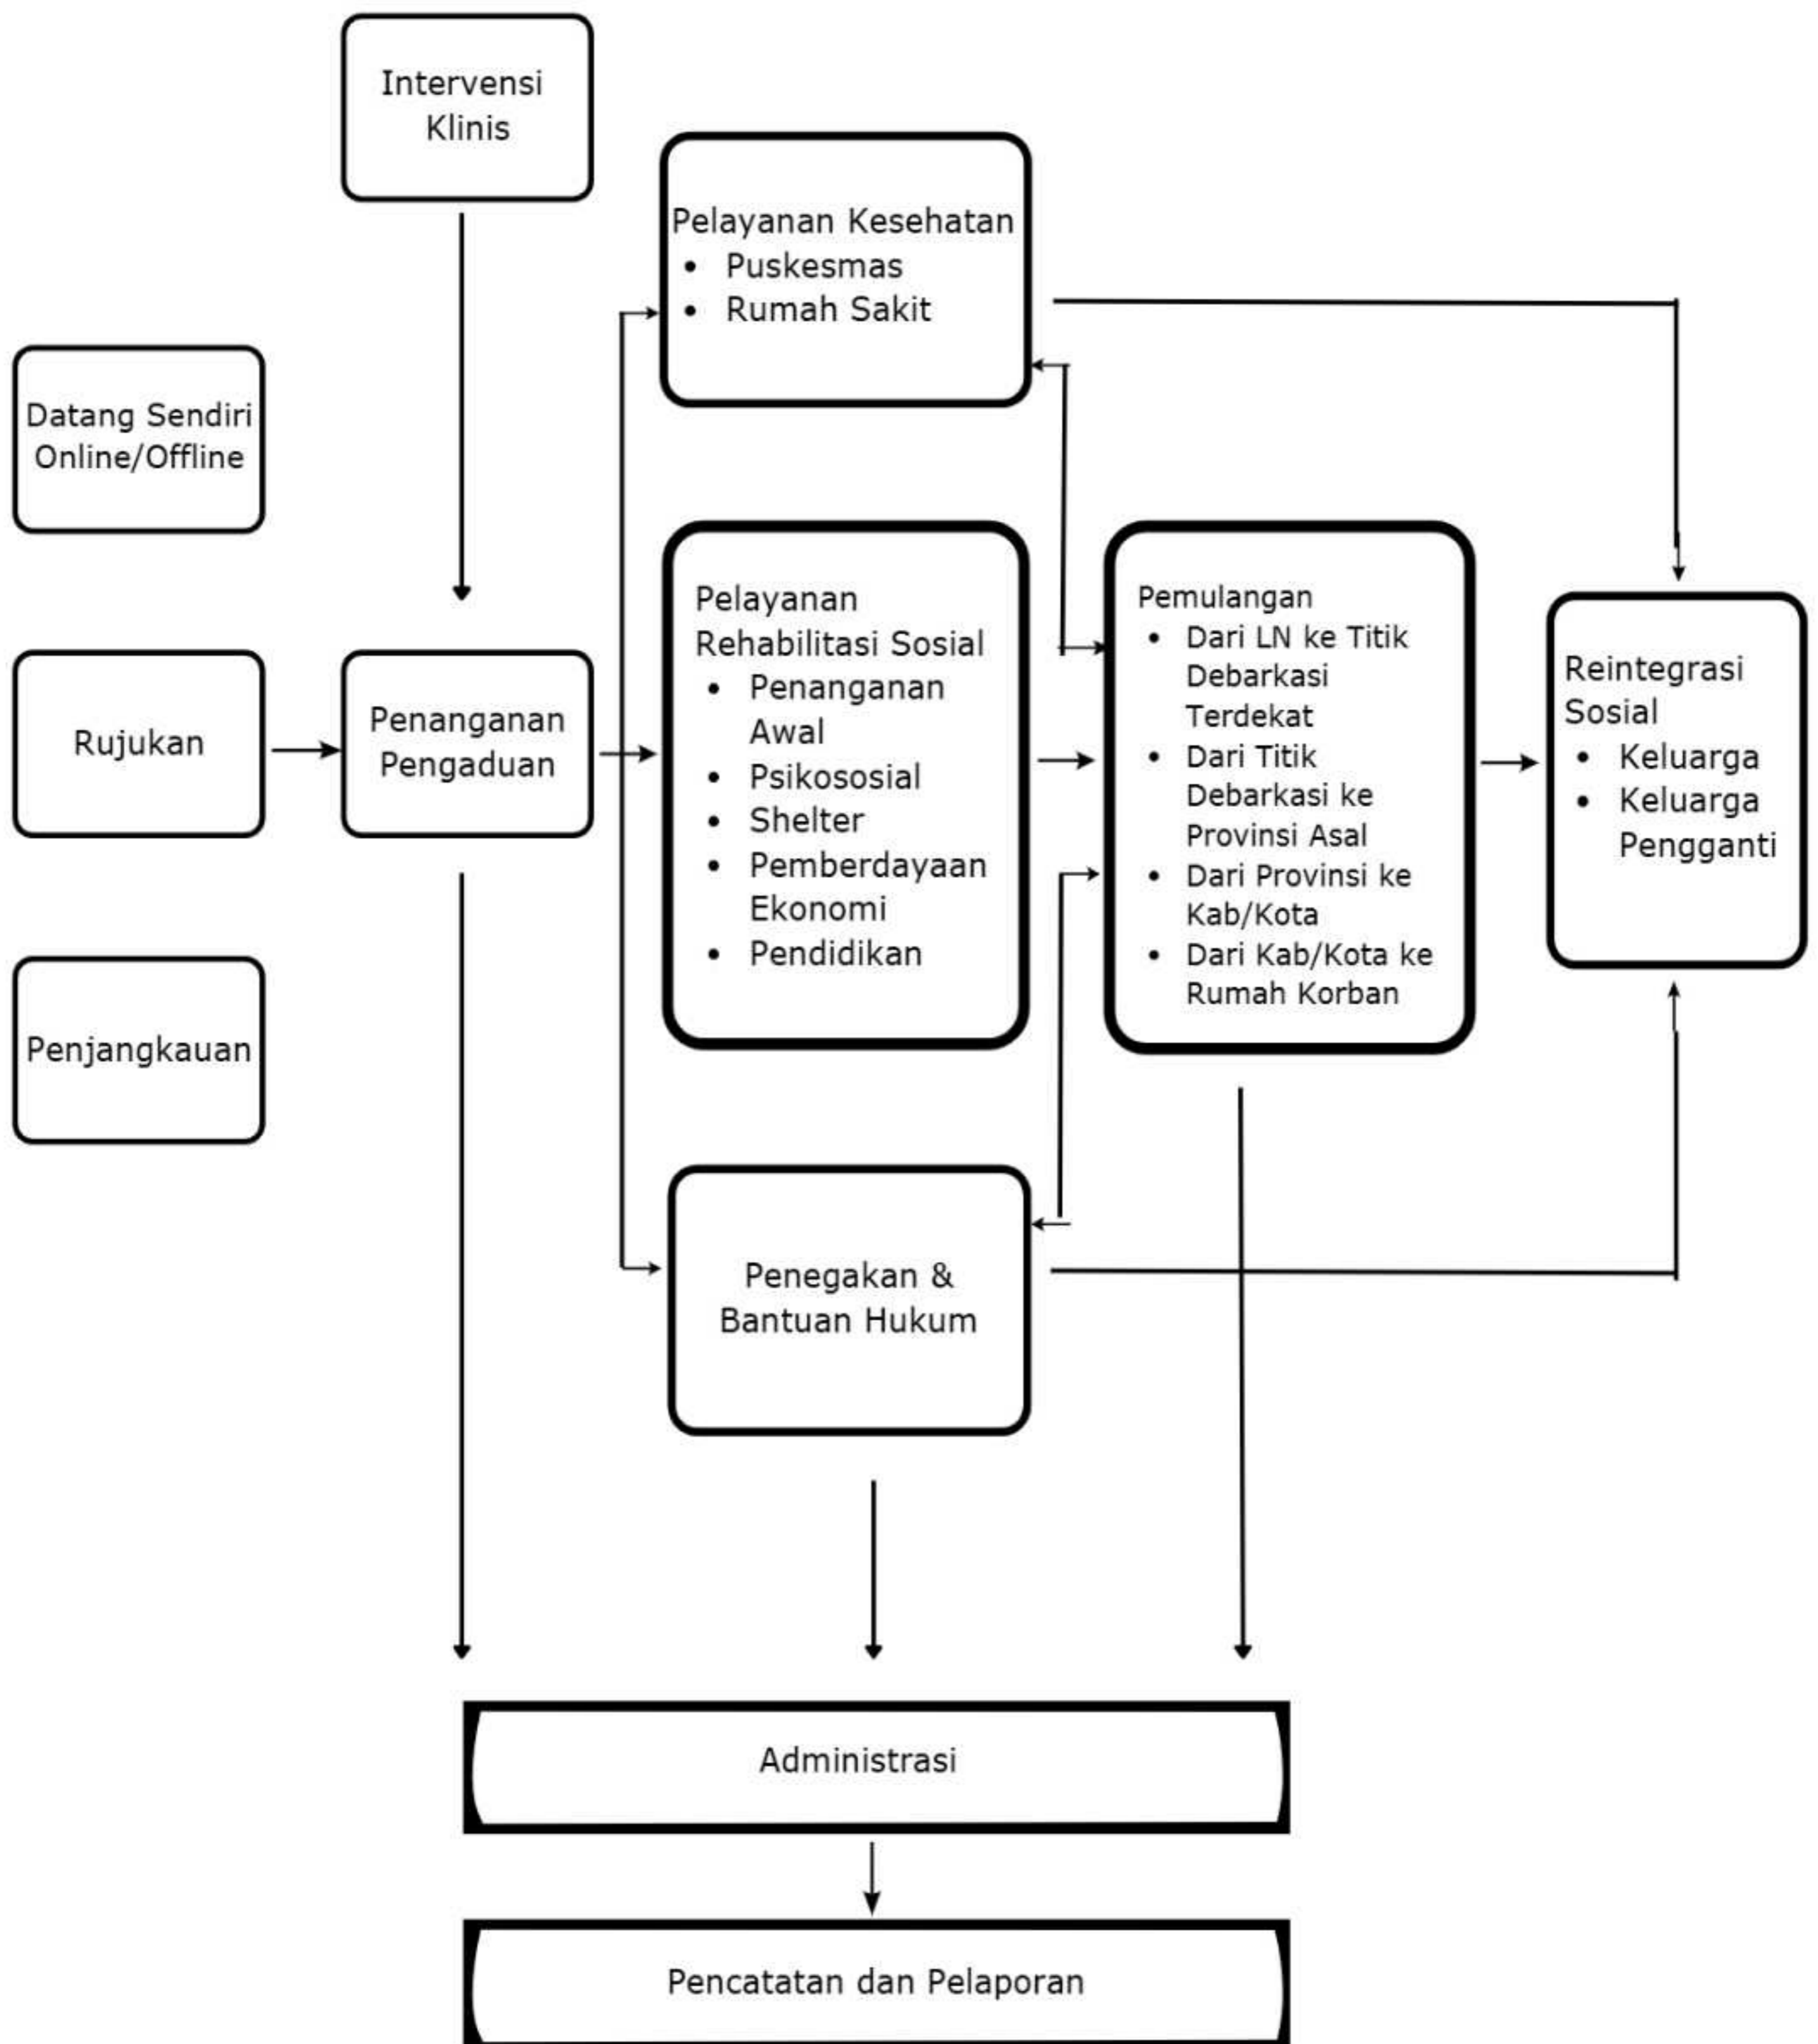 Intervensi
Klinis
Pelayanan Kesehatan
• Puskesmas
• Rumah Sakit
Datang Sendiri
Online/Offline
Rujukan
Penjangkauan
Penanganan
Pengaduan
Pelayanan
Rehabilitasi Sosial
• Penanganan
Awal
• Psikososial
• Shelter
• Pemberdayaan
Ekonomi
• Pendidikan
Pemulangan
• Dari LN ke Titik
Debarkasi
Terdekat
• Dari Titik
Debarkasi ke
Provinsi Asal
• Dari Provinsi ke
Kab/Kota
• Dari Kab/Kota ke
Rumah Korban
Reintegrasi
Sosial
• Keluarga
• Keluarga
Pengganti
Penegakan &
Bantuan Hukum
Administrasi
Pencatatan dan Pelaporan